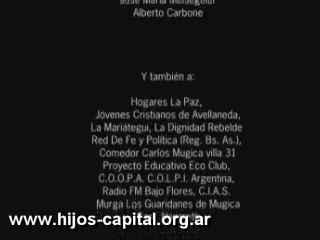 Alberto Carbone
Y también a:
Hogares La Paz,
Jóvenes Cristianos de Avellaneda,
La Mariátegui, La Dignidad Rebelde
Red De Fe y Política (Reg. Bs. As.),
Comedor Carlos Mugica villa 31
Proyecto Educativo Eco Club,
C.O.O.P.A. C.O.L.P.I. Argentina,
Radio FM Bajo Flores, C.I.A.S.
Murga Los Guardianes de Mugica
www.hijos-capital.org.ar